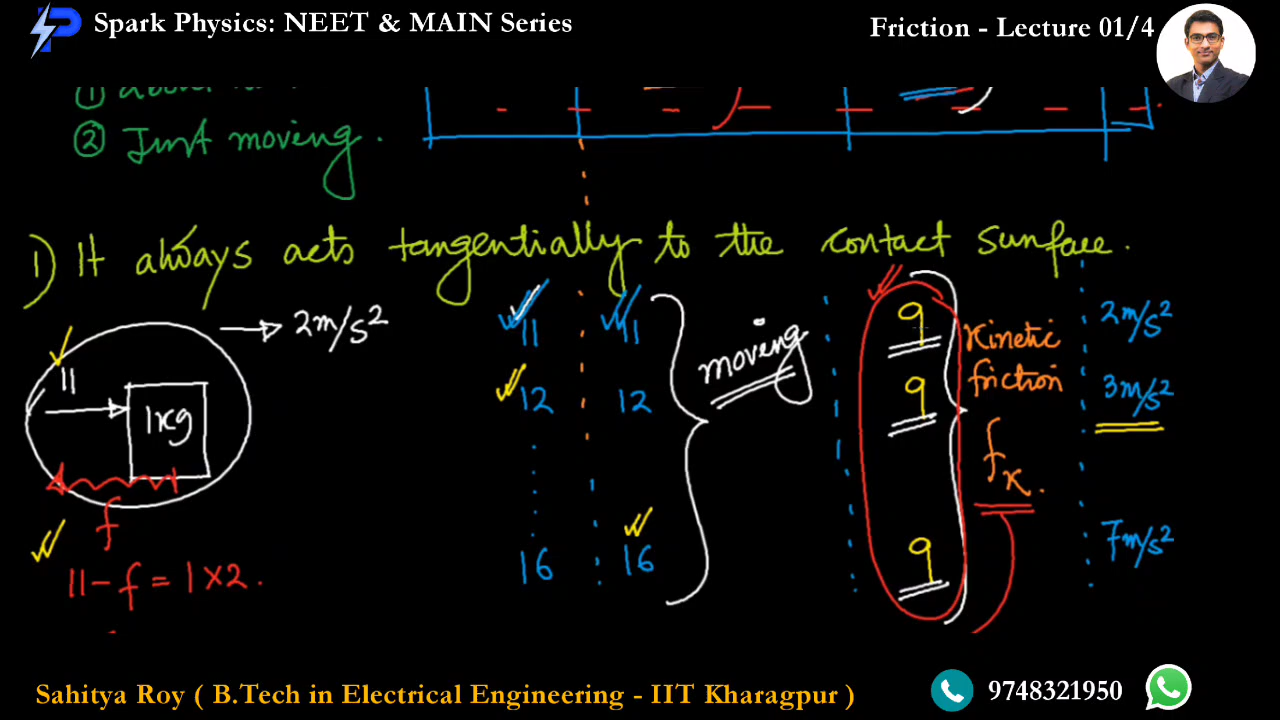 Spark Physics: NEET & MAIN Series
Friction - Lecture 01/4
①
② Just moving.
1) It always acts tangentially to the contact surface.
2m/s²
11
1kg
f
11 - f = 1 x 2.
11 11 9 2m/s²
12 12 9 3m/s²
16 16 9 7m/s²
moving
Kinetic
friction
fk.
Sahitya Roy ( B.Tech in Electrical Engineering - IIT Kharagpur )
9748321950